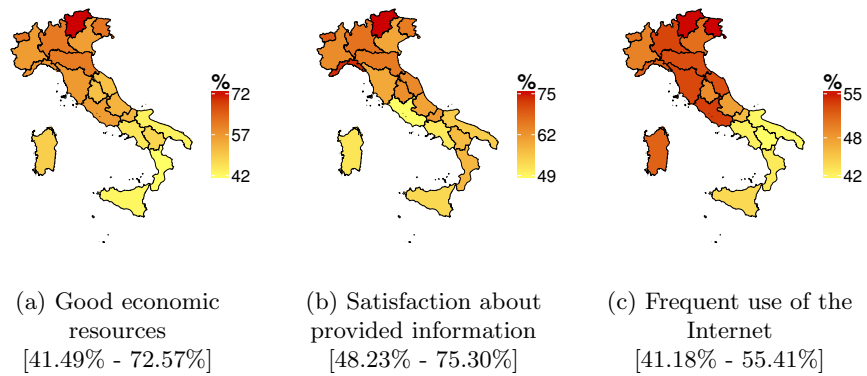 %
72
57
42
%
75
62
49
%
55
48
42
(a) Good economic
resources
[41.49% - 72.57%]
(b) Satisfaction about
provided information
[48.23% - 75.30%]
(c) Frequent use of the
Internet
[41.18% - 55.41%]